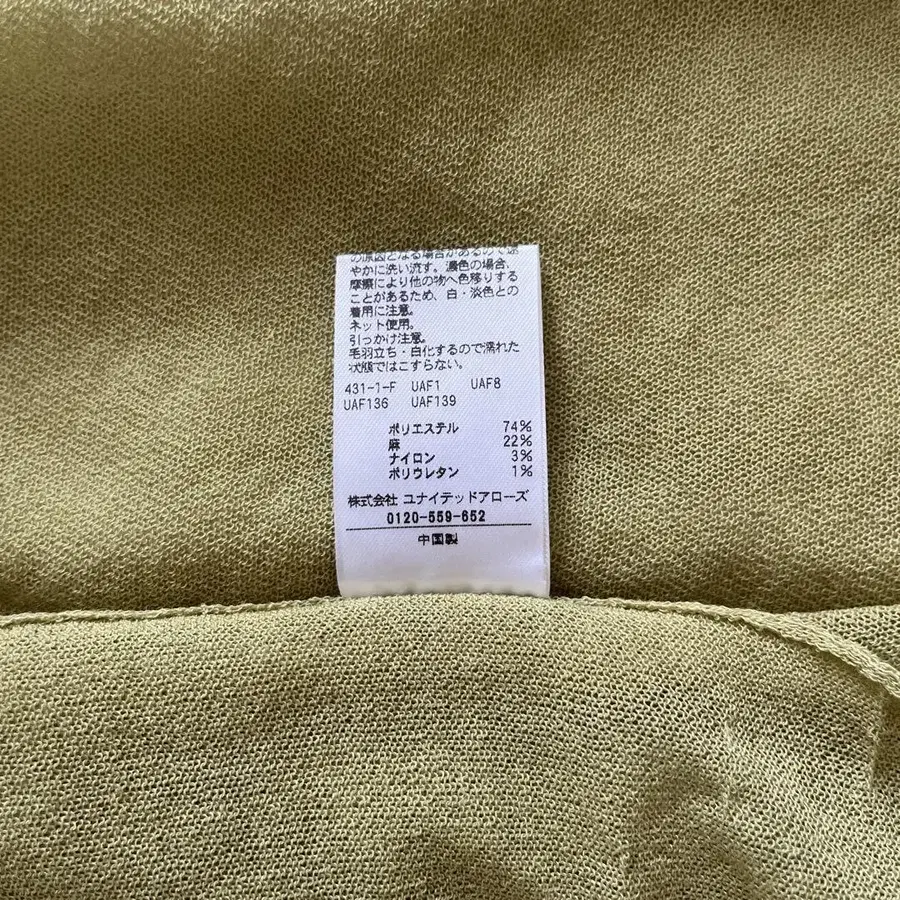 の原因となる場合があるので速
やかに洗い流す。濃色の場合、
摩擦により他の物へ色移りする
ことがあるため、白・淡色との
着用に注意。
ネット使用。
引っかけ注意。
毛羽立ち・白化するので濡れた
状態ではこすらない。
431-1-F UAF1 UAF8
UAF136 UAF139
ポリエステル 74%
麻 22%
ナイロン 3%
ポリウレタン 1%
株式会社 ユナイテッドアローズ
0120-559-652
中国製